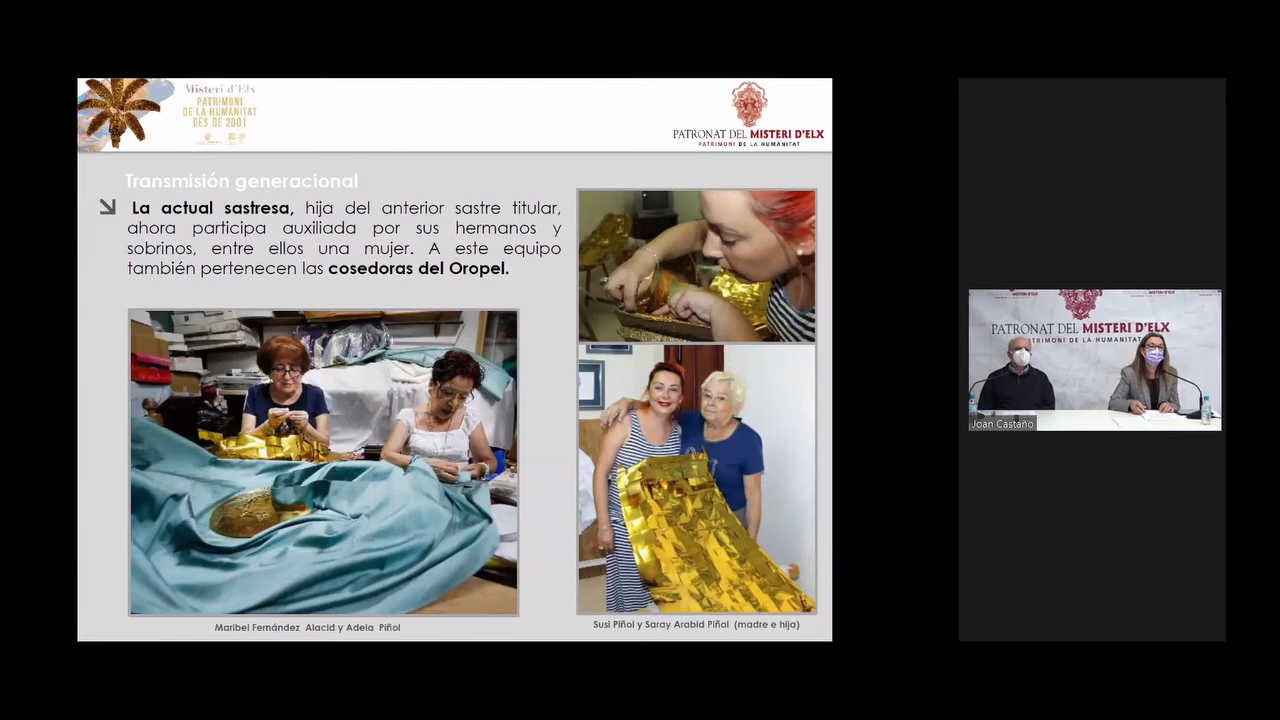 Misteri d'Elx
PATRIMONI
DE LA HUMANITAT
DES DE 2001
PATRONAT DEL MISTERI D'ELX
PATRIMONI DE LA HUMANITAT
Transmisión generacional
La actual sastresa, hija del anterior sastre titular,
ahora participa auxiliada por sus hermanos y
sobrinos, entre ellos una mujer. A este equipo
también pertenecen las cosedoras del Oropel.
Maribel Fernández Alacid y Adela Piñol
Susi Piñol y Saray Arabid Piñol (madre e hija)
PATRONAT DEL MISTERI D'ELX
PATRIMONI DE LA HUMANITAT
Joan Castaño